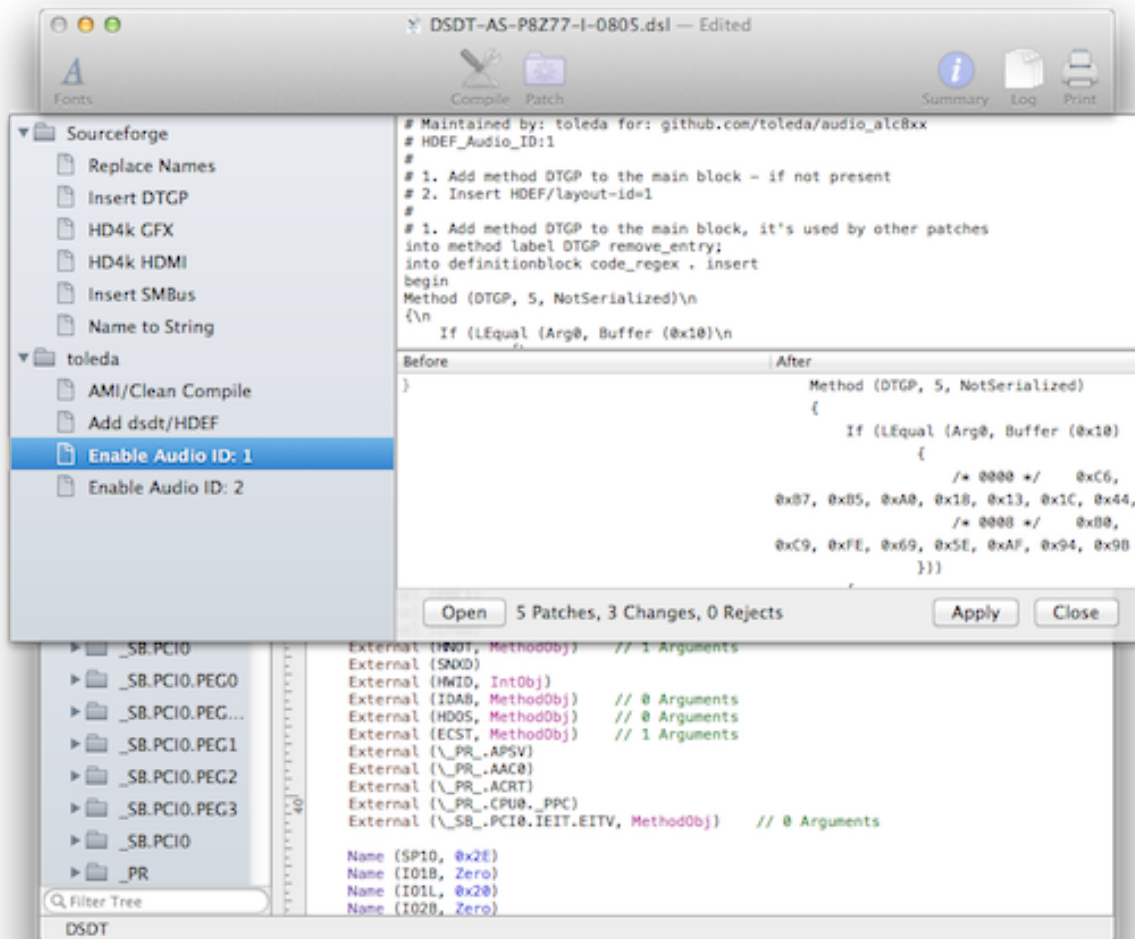 DSDT-AS-P8Z77-I-0805.dsl — Edited
Fonts
Compile
Patch
Summary
Log
Print
Sourceforge
Replace Names
Insert DTGP
HD4k GFX
HD4k HDMI
Insert SMBus
Name to String
toleda
AMI/Clean Compile
Add dsdt/HDEF
Enable Audio ID: 1
Enable Audio ID: 2
# Maintained by: toleda for: github.com/toleda/audio_alc8xx
# HDEF_Audio_ID:1
#
# 1. Add method DTGP to the main block - if not present
# 2. Insert HDEF/layout-id=1
#
# 1. Add method DTGP to the main block, it's used by other patches
into method label DTGP remove_entry;
into definitionblock code_regex . insert
begin
Method (DTGP, 5, NotSerialized)\n
{\n
If (LEqual (Arg0, Buffer (0x10)\n
Before
After
}
Method (DTGP, 5, NotSerialized)
{
If (LEqual (Arg0, Buffer (0x10)
{
/* 0000 */ 0xC6,
0xB7, 0xB5, 0xA0, 0x18, 0x13, 0x1C, 0x44,
/* 0008 */ 0xB0,
0xC9, 0xFE, 0x69, 0x5E, 0xAF, 0x94, 0x9B
}))
Open
5 Patches, 3 Changes, 0 Rejects
Apply
Close
_SB.PCI0
_SB.PCI0.PEG0
_SB.PCI0.PEG...
_SB.PCI0.PEG1
_SB.PCI0.PEG2
_SB.PCI0.PEG3
_SB.PCI0
_PR
Filter Tree
40
External (HNOT, MethodObj) // 1 Arguments
External (SNXD)
External (HWID, IntObj)
External (IDAB, MethodObj) // 0 Arguments
External (HDOS, MethodObj) // 0 Arguments
External (ECST, MethodObj) // 1 Arguments
External (\_PR_.APSV)
External (\_PR_.AAC0)
External (\_PR_.ACRT)
External (\_PR_.CPU0._PPC)
External (\_SB_.PCI0.IEIT.EITV, MethodObj) // 0 Arguments
Name (SP1O, 0x2E)
Name (IO1B, Zero)
Name (IO1L, 0x20)
Name (IO2B, Zero)
DSDT